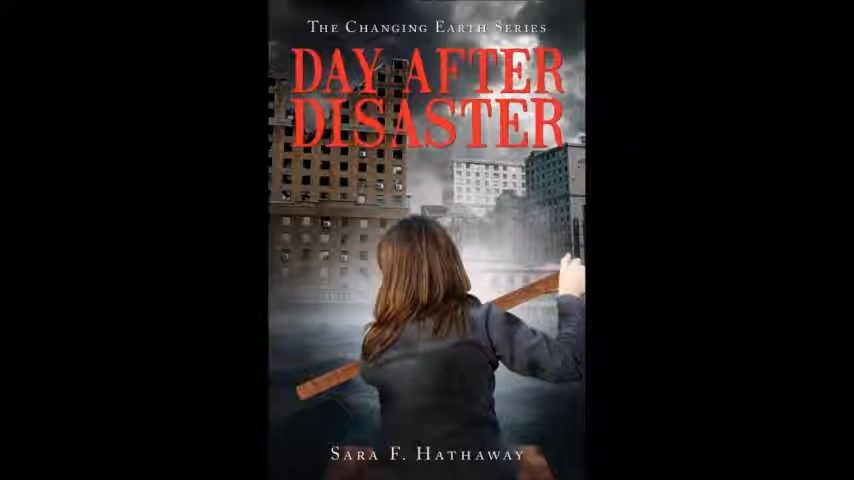 The Changing Earth Series
DAY AFTER
DISASTER
Sara F. Hathaway